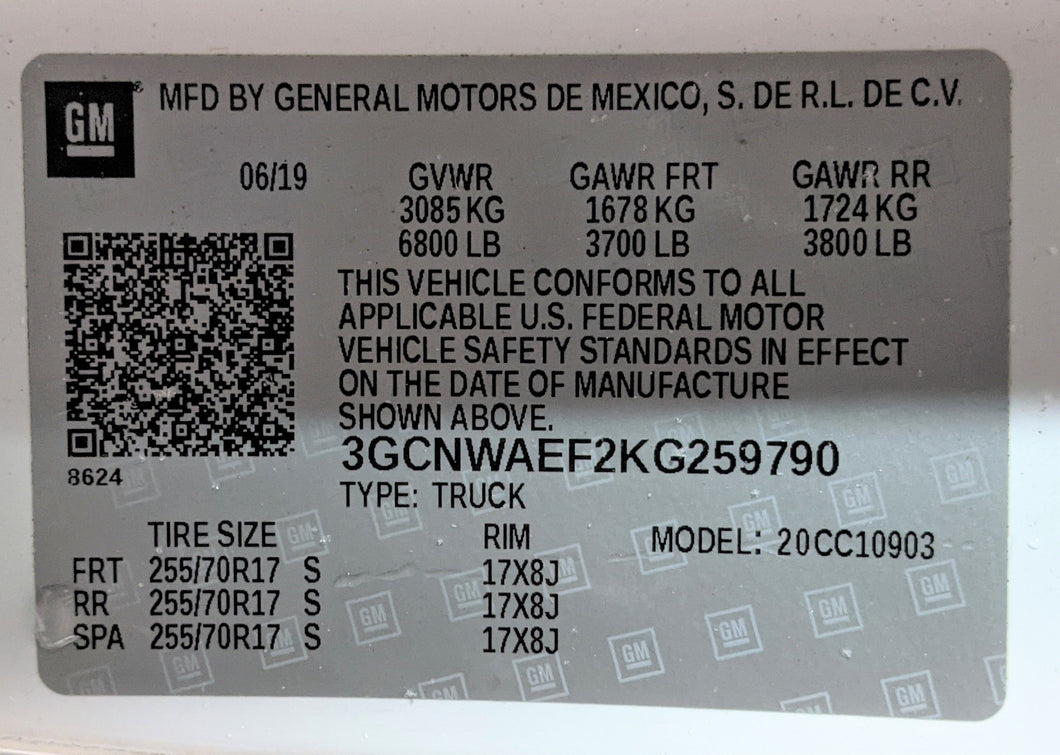 GM® MFD BY GENERAL MOTORS DE MEXICO, S. DE R.L. DE C.V.
06/19 GVWR GAWR FRT GAWR RR
3085 KG 1678 KG 1724 KG
6800 LB 3700 LB 3800 LB
THIS VEHICLE CONFORMS TO ALL
APPLICABLE U.S. FEDERAL MOTOR
VEHICLE SAFETY STANDARDS IN EFFECT
ON THE DATE OF MANUFACTURE
SHOWN ABOVE.
3GCNWAEF2KG259790
8624
TYPE: TRUCK
TIRE SIZE RIM MODEL: 20CC10903
FRT 255/70R17 S 17X8J
RR 255/70R17 S 17X8J
SPA 255/70R17 S 17X8J